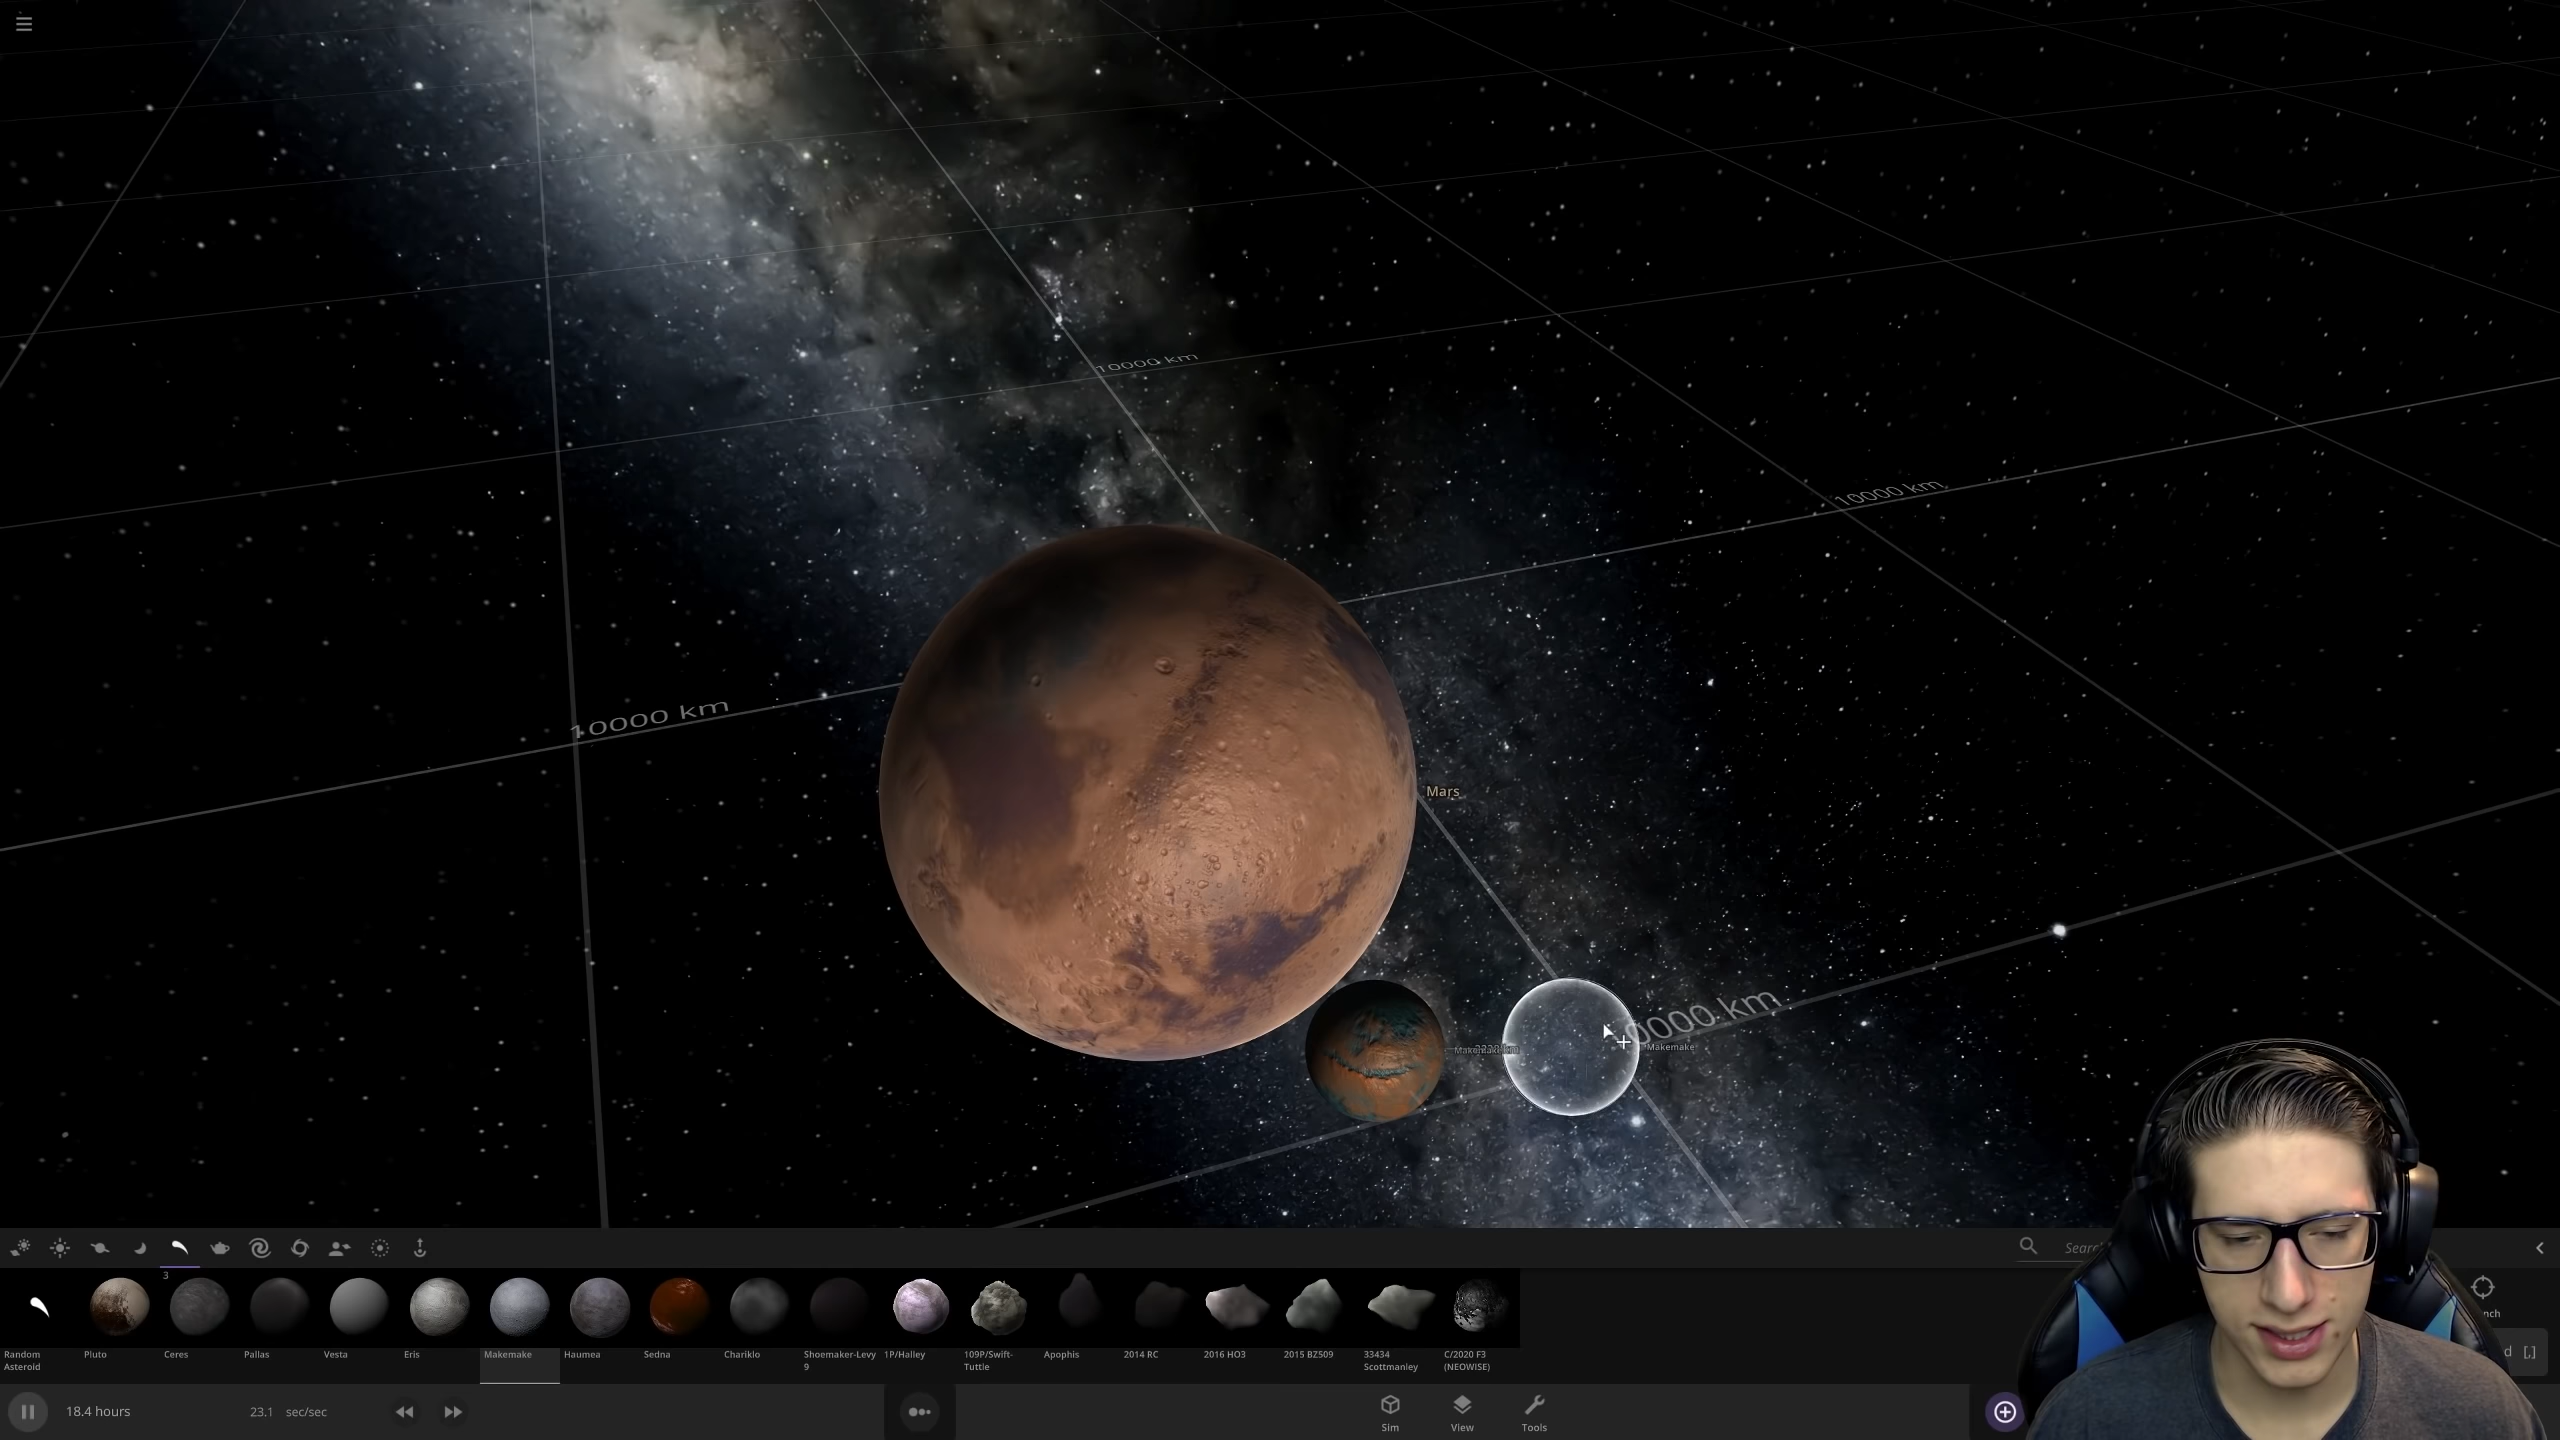 10000 km
10000 km
10000 km
Mars
0000 km
Makemake
3
Random Asteroid
Pluto
Ceres
Pallas
Vesta
Eris
Makemake
Haumea
Sedna
Chariklo
Shoemaker-Levy 9
1P/Halley
109P/Swift-Tuttle
Apophis
2014 RC
2016 HO3
2015 BZ509
33434 Scottmanley
C/2020 F3 (NEOWISE)
nch
d [,]
18.4 hours
23.1 sec/sec
Sim
View
Tools